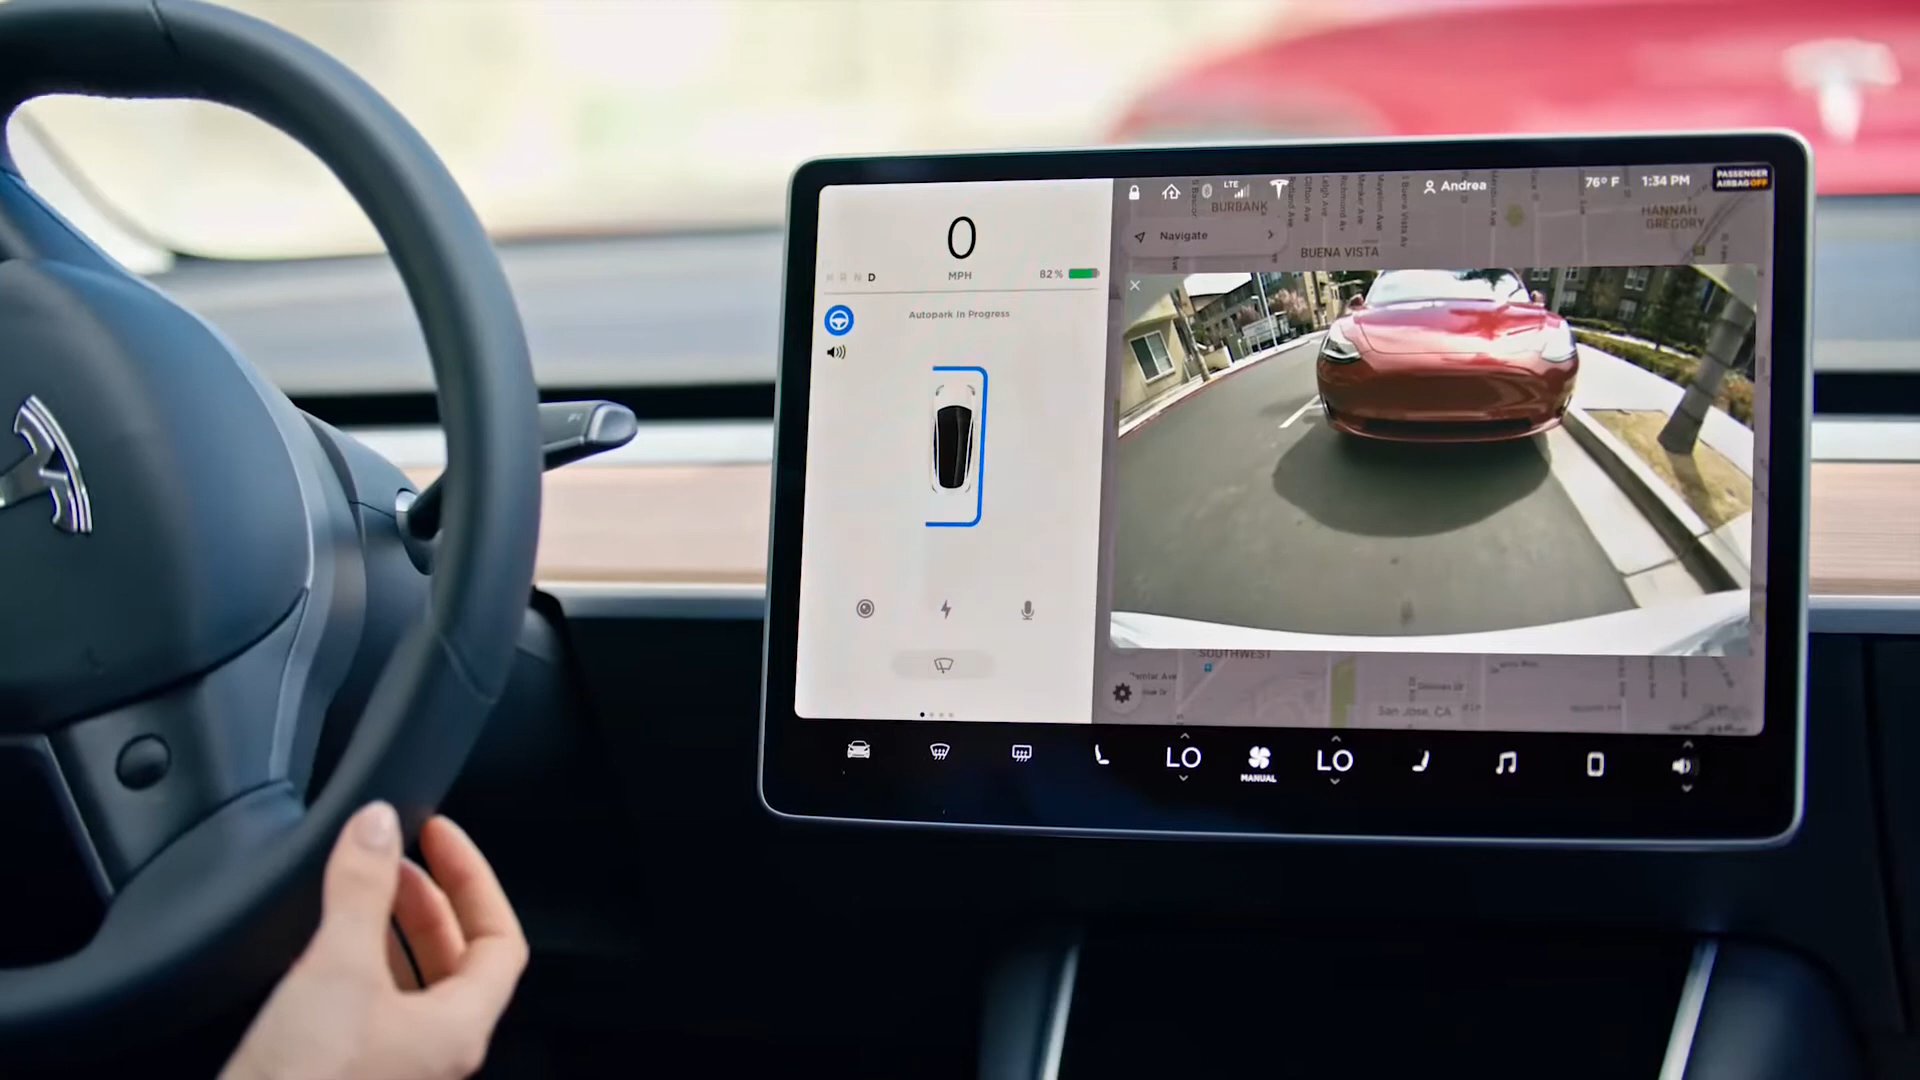 0
MPH
N D
82%
Autopark In Progress
LTE
Andrea
76° F
1:34 PM
PASSENGER
AIRBAG OFF
BURBANK
Navigate
BUENA VISTA
HANNAH
GREGORY
SOUTHWEST
San Jose, CA
LO
MANUAL
LO